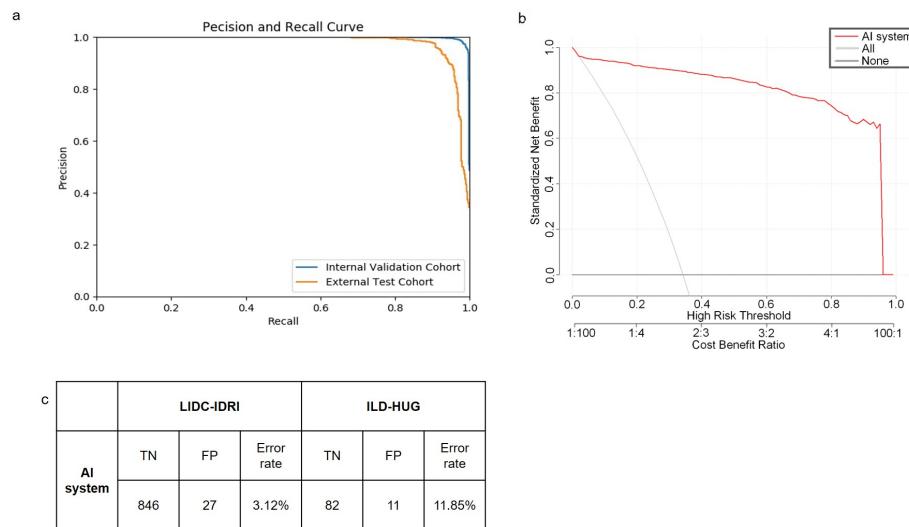 a
Pecision and Recall Curve
1.0
0.8
0.6
0.4
0.2
0.0
Precision
0.0 0.2 0.4 0.6 0.8 1.0
Recall
Internal Validation Cohort
External Test Cohort
b
AI system
All
None
1.0
0.8
0.6
0.4
0.2
0.0
Standardized Net Benefit
0.0 0.2 0.4 0.6 0.8 1.0
High Risk Threshold
1:100 1:4 2:3 3:2 4:1 100:1
Cost Benefit Ratio
c
LIDC-IDRI ILD-HUG
AI system
TN FP Error rate TN FP Error rate
846 27 3.12% 82 11 11.85%